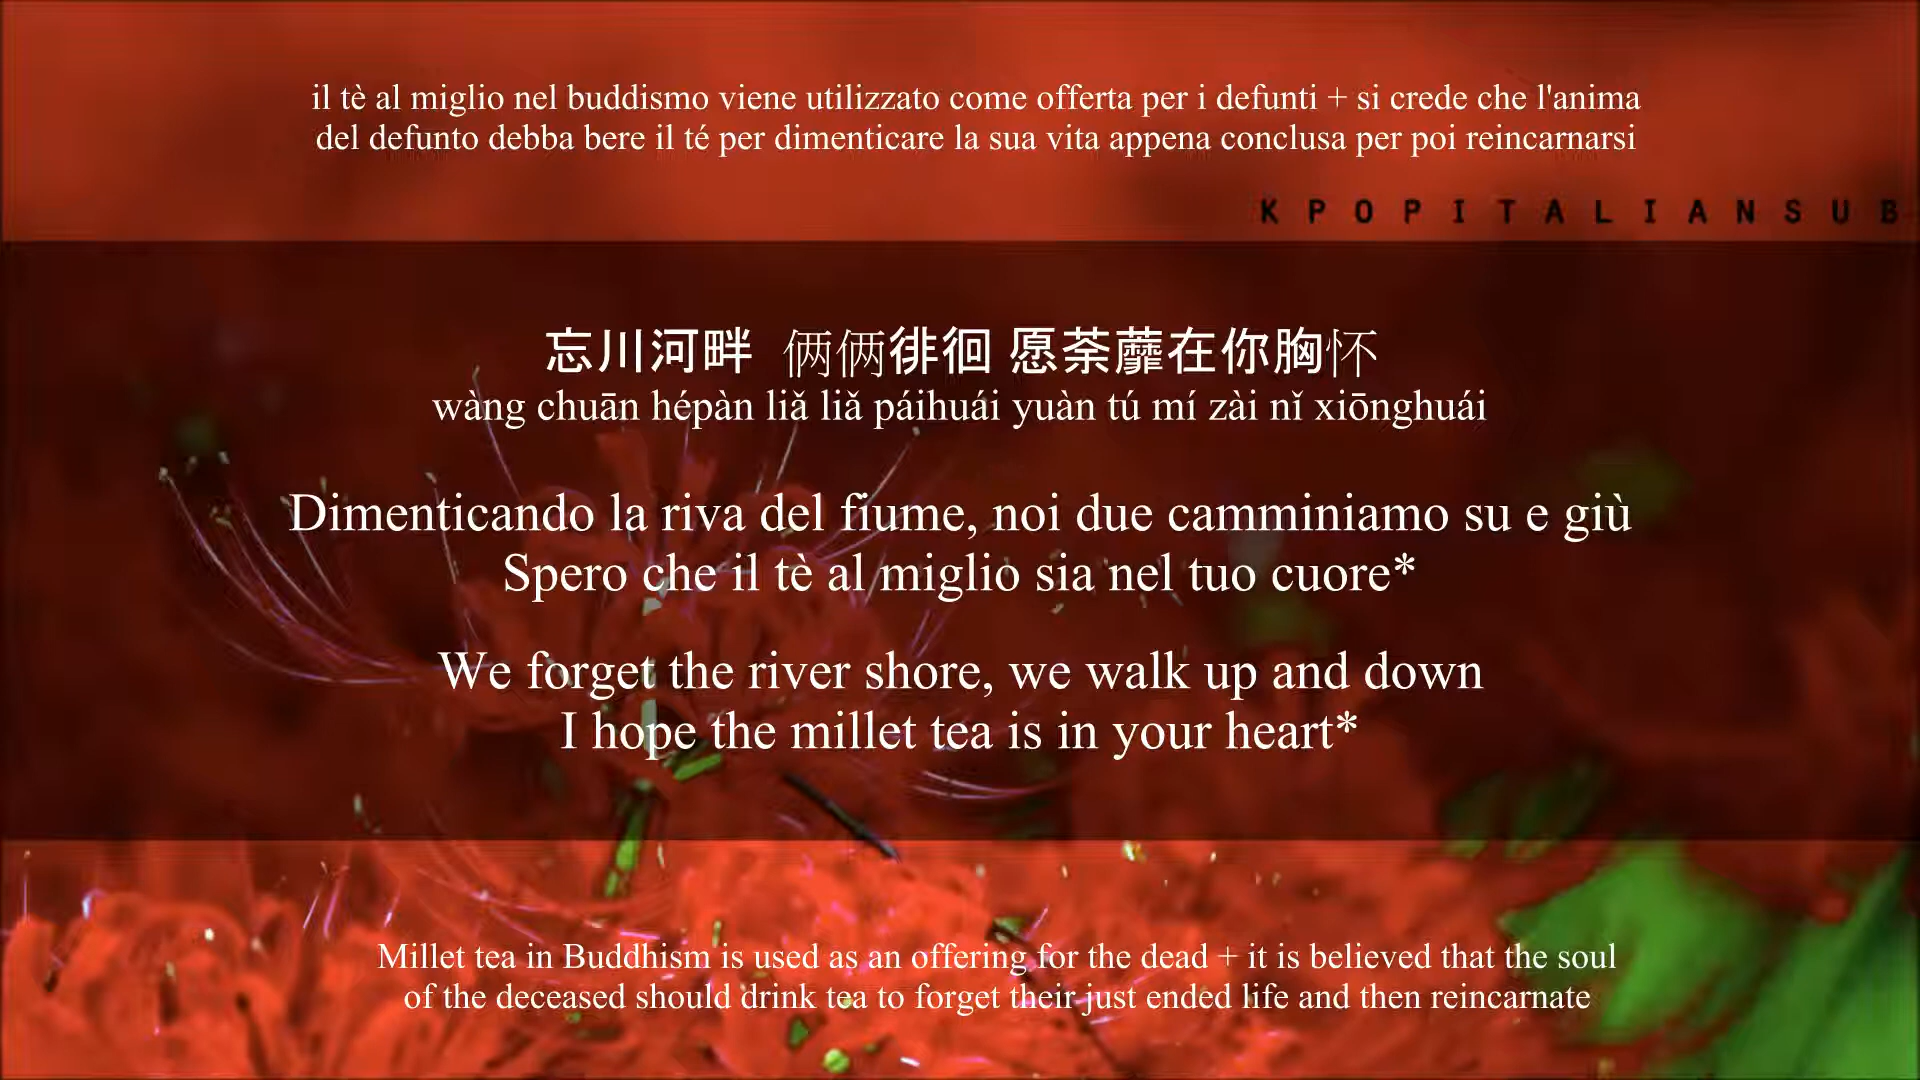 il tè al miglio nel buddismo viene utilizzato come offerta per i defunti + si crede che l'anima
del defunto debba bere il té per dimenticare la sua vita appena conclusa per poi reincarnarsi
K P O P I T A L I A N S U B
忘川河畔 俩俩徘徊 愿荼蘼在你胸怀
wàng chuān hépàn liǎ liǎ páihuái yuàn tú mí zài nǐ xiōnghuái
Dimenticando la riva del fiume, noi due camminiamo su e giù
Spero che il tè al miglio sia nel tuo cuore*
We forget the river shore, we walk up and down
I hope the millet tea is in your heart*
Millet tea in Buddhism is used as an offering for the dead + it is believed that the soul
of the deceased should drink tea to forget their just ended life and then reincarnate